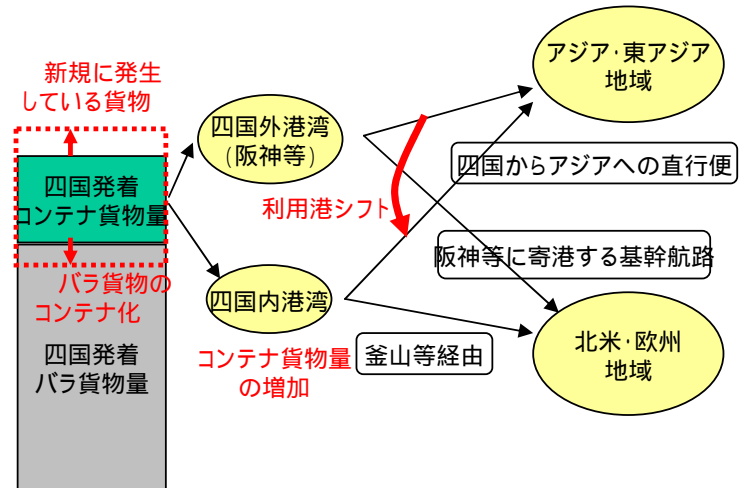 新規に発生
している貨物
四国発着
コンテナ貨物量
バラ貨物の
コンテナ化
四国発着
バラ貨物量
四国外港湾
(阪神等)
利用港シフト
四国内港湾
コンテナ貨物量
の増加
アジア・東アジア
地域
四国からアジアへの直行便
阪神等に寄港する基幹航路
釜山等経由
北米・欧州
地域